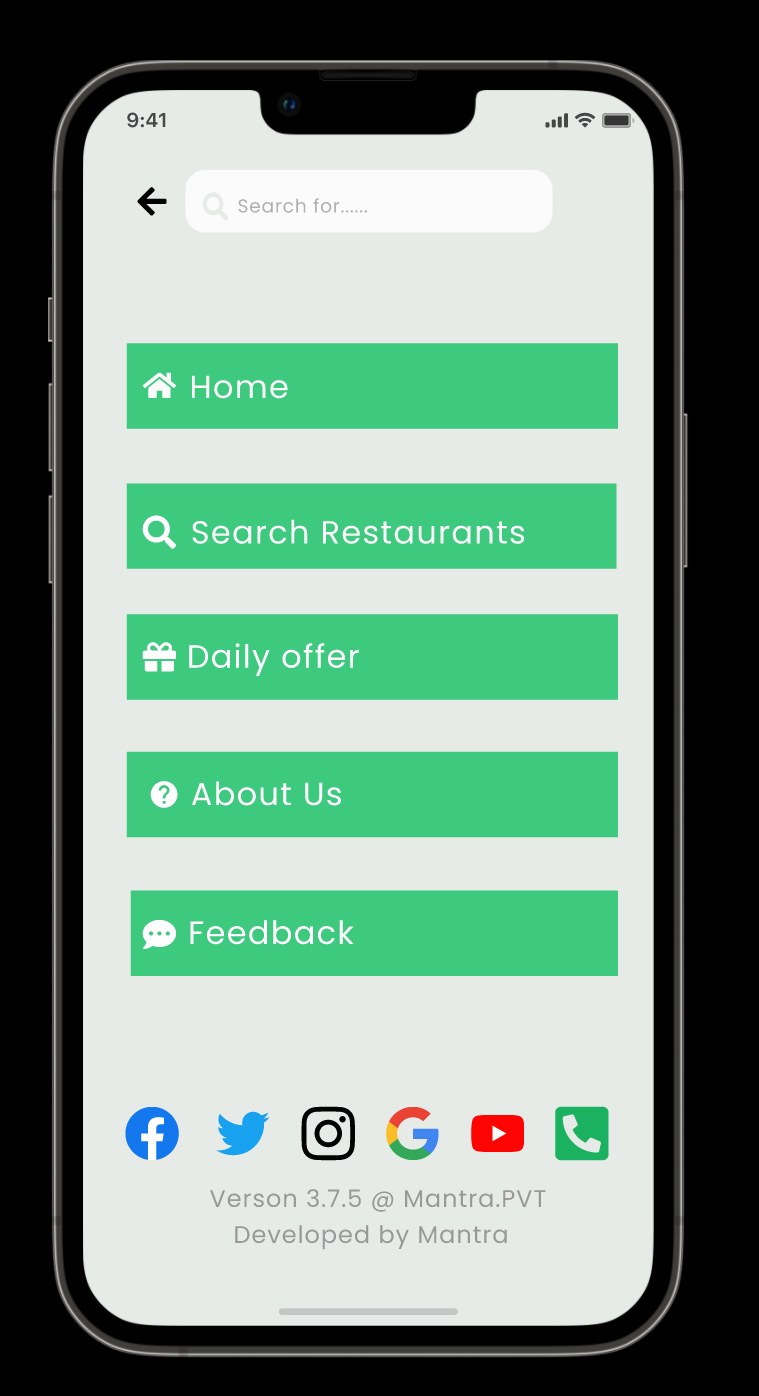 9:41
Search for......
Home
Search Restaurants
Daily offer
About Us
Feedback
Verson 3.7.5 @ Mantra.PVT
Developed by Mantra